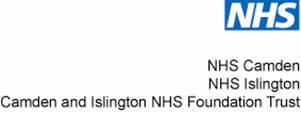 NHS
NHS Camden
NHS Islington
Camden and Islington NHS Foundation Trust